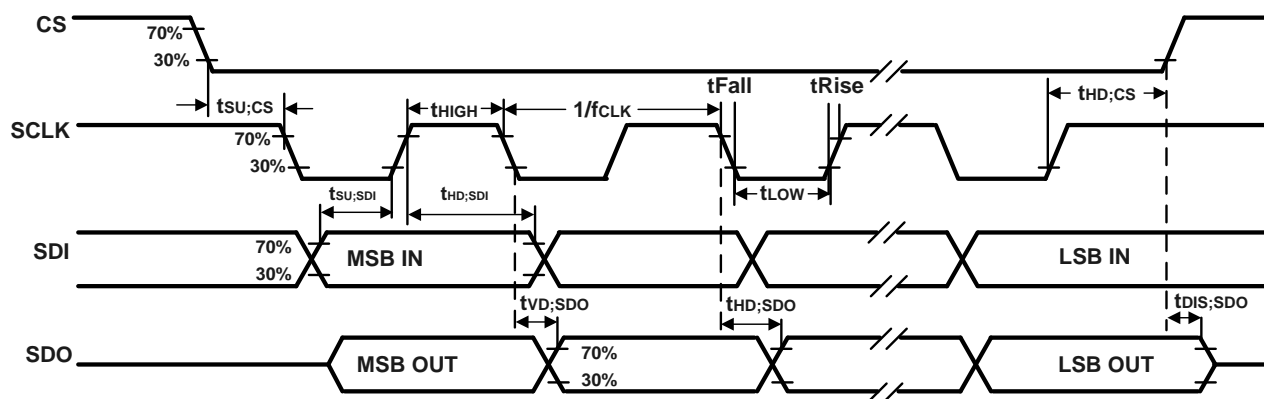 CS
70%
30%
tFall
tRise
tSU;CS
tHIGH
1/fCLK
tHD;CS
SCLK
70%
30%
tSU;SDI
tHD;SDI
tLOW
SDI
70%
30%
MSB IN
LSB IN
tVD;SDO
tHD;SDO
tDIS;SDO
SDO
MSB OUT
70%
30%
LSB OUT